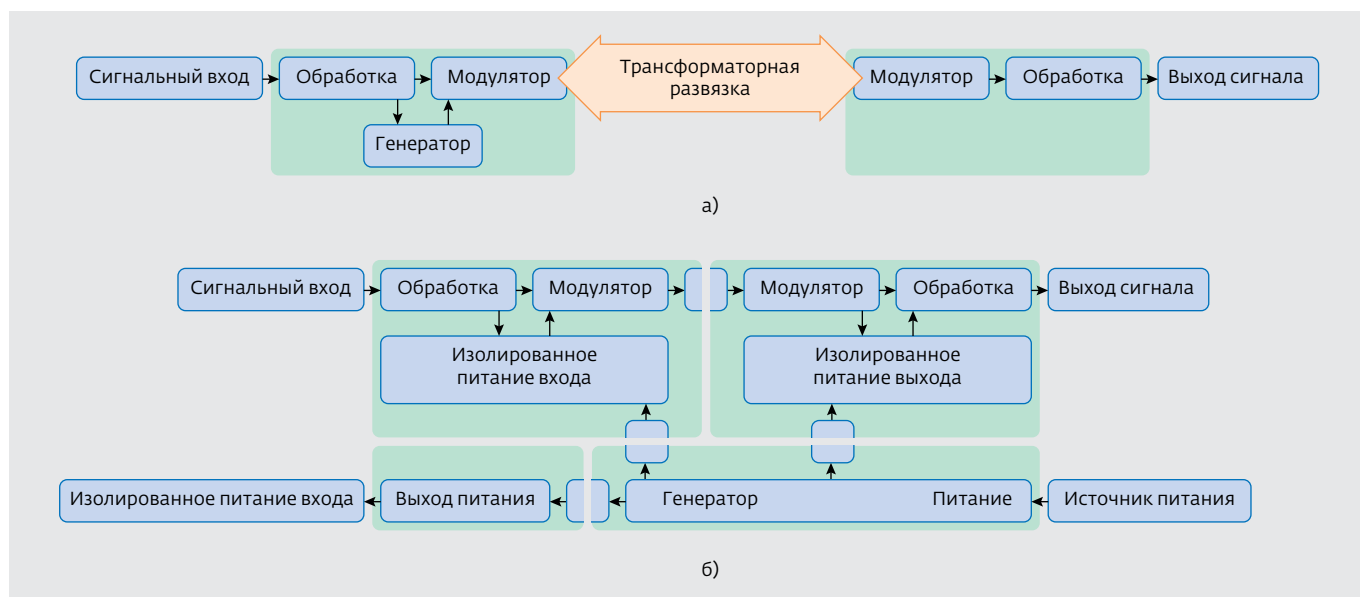 Сигнальный вход
Обработка
Модулятор
Генератор
Трансформаторная
развязка
Модулятор
Обработка
Выход сигнала
а)
Сигнальный вход
Обработка
Модулятор
Модулятор
Обработка
Выход сигнала
Изолированное
питание входа
Изолированное
питание выхода
Изолированное питание входа
Выход питания
Генератор
Питание
Источник питания
б)